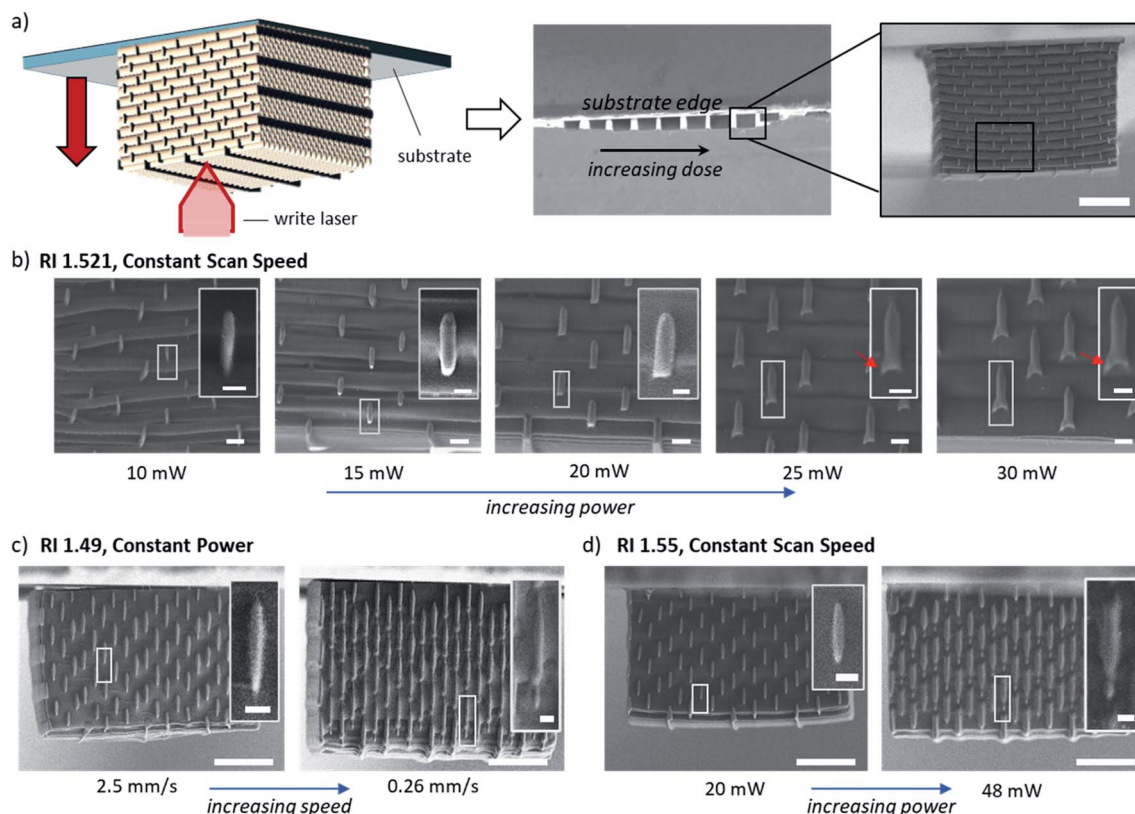 a)
substrate
write laser
substrate edge
increasing dose
b) RI 1.521, Constant Scan Speed
10 mW
15 mW
20 mW
25 mW
30 mW
increasing power
c) RI 1.49, Constant Power
2.5 mm/s
0.26 mm/s
increasing speed
d) RI 1.55, Constant Scan Speed
20 mW
48 mW
increasing power